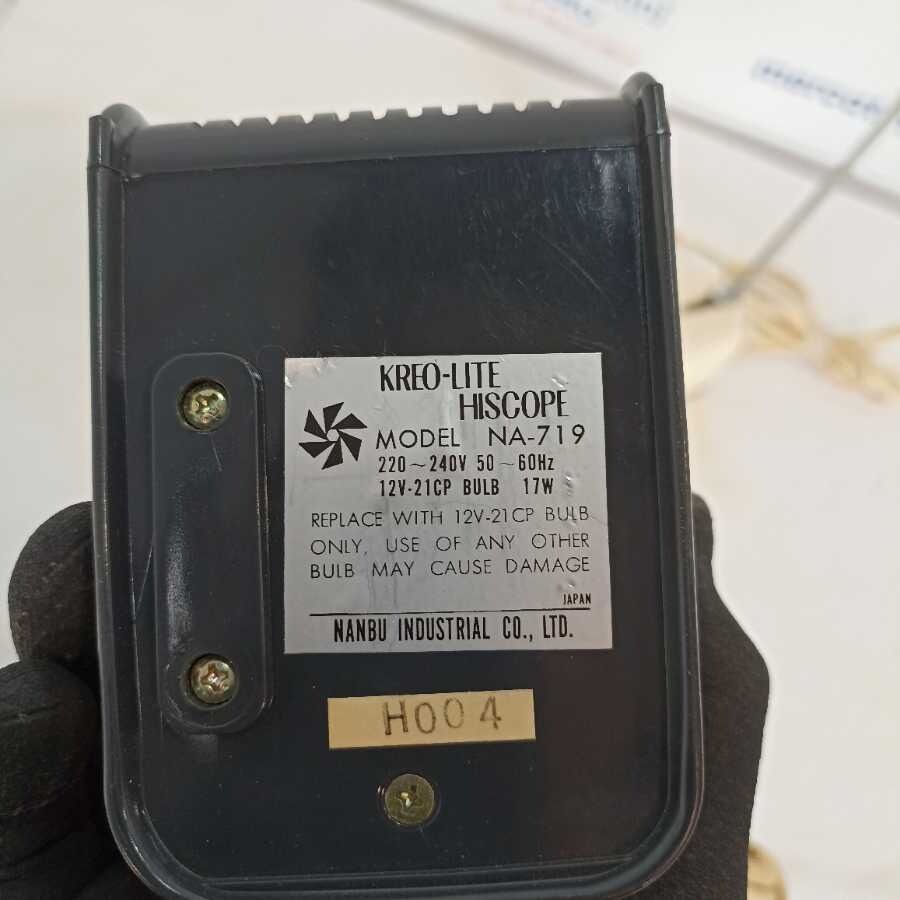 KREO-LITE
HISCOPE
MODEL NA-719
220~240V 50~60Hz
12V-21CP BULB 17W
REPLACE WITH 12V-21CP BULB
ONLY, USE OF ANY OTHER
BULB MAY CAUSE DAMAGE
JAPAN
NANBU INDUSTRIAL CO., LTD.
H004